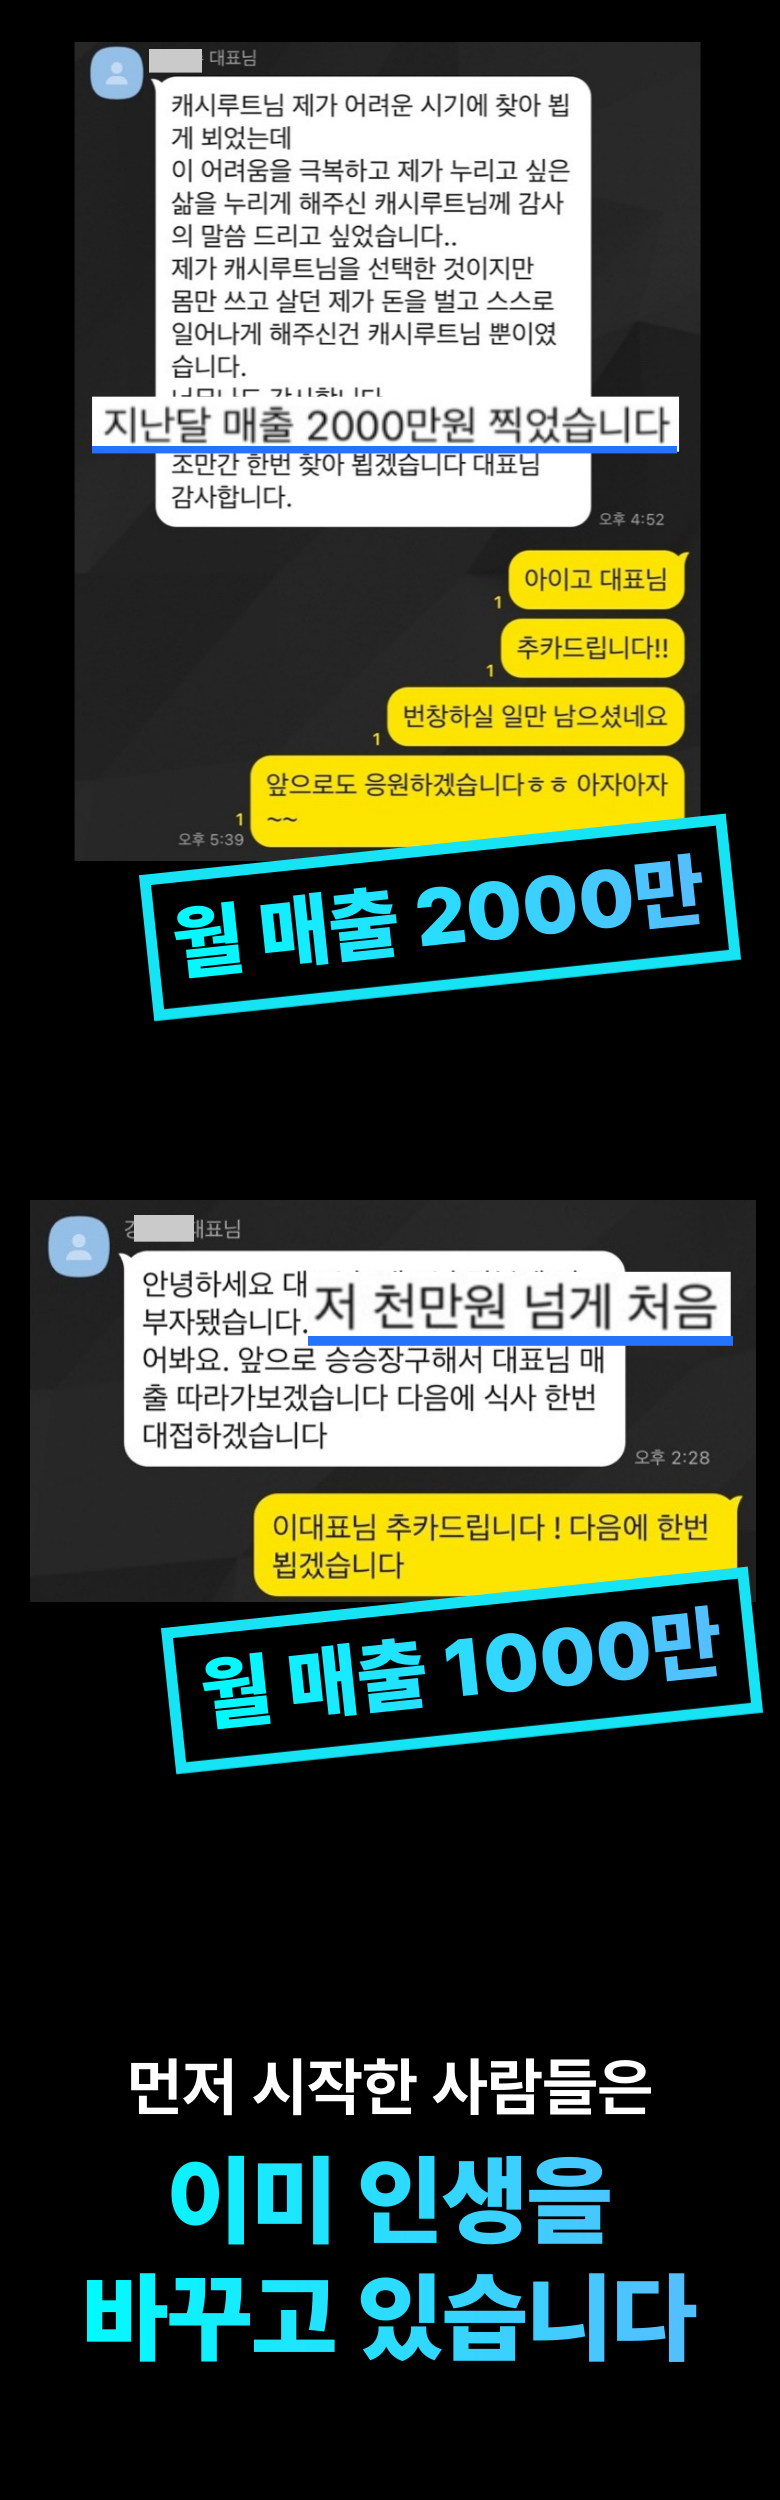 대표님
캐시루트님 제가 어려운 시기에 찾아 뵙
게 뵈었는데
이 어려움을 극복하고 제가 누리고 싶은
삶을 누리게 해주신 캐시루트님께 감사
의 말씀 드리고 싶었습니다..
제가 캐시루트님을 선택한 것이지만
몸만 쓰고 살던 제가 돈을 벌고 스스로
일어나게 해주신건 캐시루트님 뿐이였
습니다.
지난달 매출 2000만원 찍었습니다
조만간 한번 찾아 뵙겠습니다 대표님
감사합니다.
오후 4:52
아이고 대표님
1
추카드립니다!!
1
번창하실 일만 남으셨네요
1
앞으로도 응원하겠습니다ㅎㅎ 아자아자
~~
1
오후 5:39
월 매출 2000만
대표님
안녕하세요 대
부자됐습니다.
저 천만원 넘게 처음
어봐요. 앞으로 승승장구해서 대표님 매
출 따라가보겠습니다 다음에 식사 한번
대접하겠습니다
오후 2:28
이대표님 추카드립니다 ! 다음에 한번
뵙겠습니다
월 매출 1000만
먼저 시작한 사람들은
이미 인생을
바꾸고 있습니다